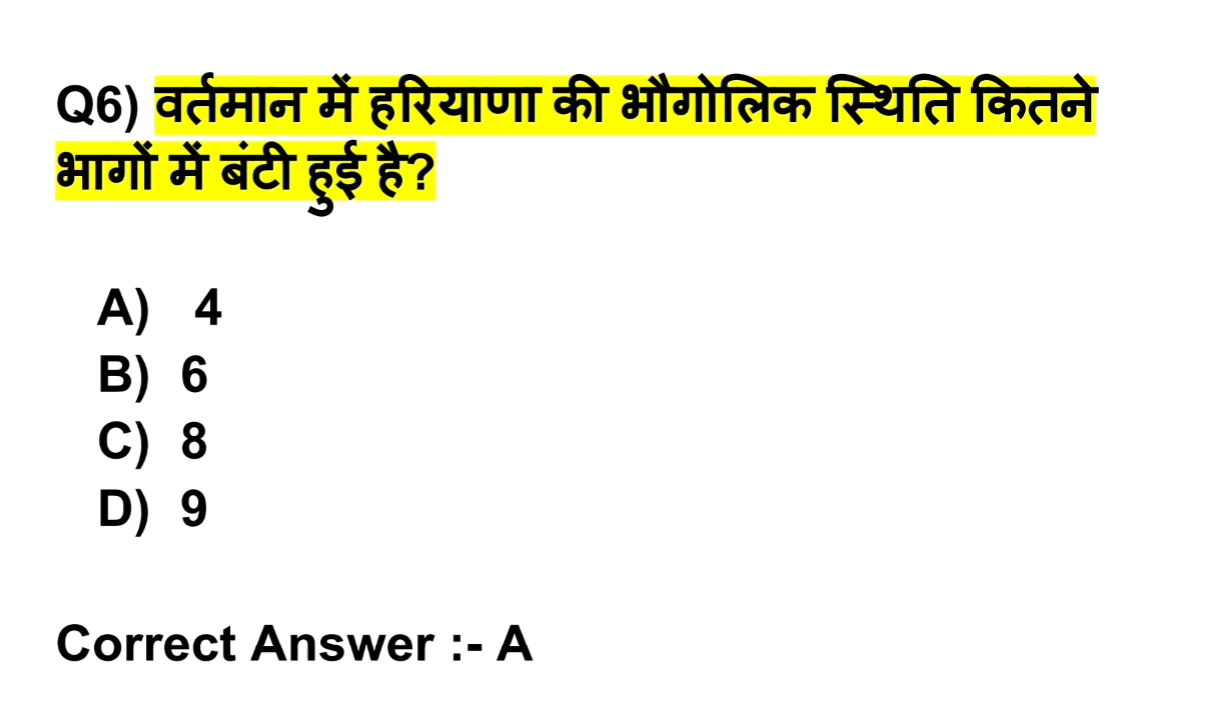 Q6) वर्तमान में हरियाणा की भौगोलिक स्थिति कितने
भागों में बंटी हुई है?
A) 4
B) 6
C) 8
D) 9
Correct Answer :- A